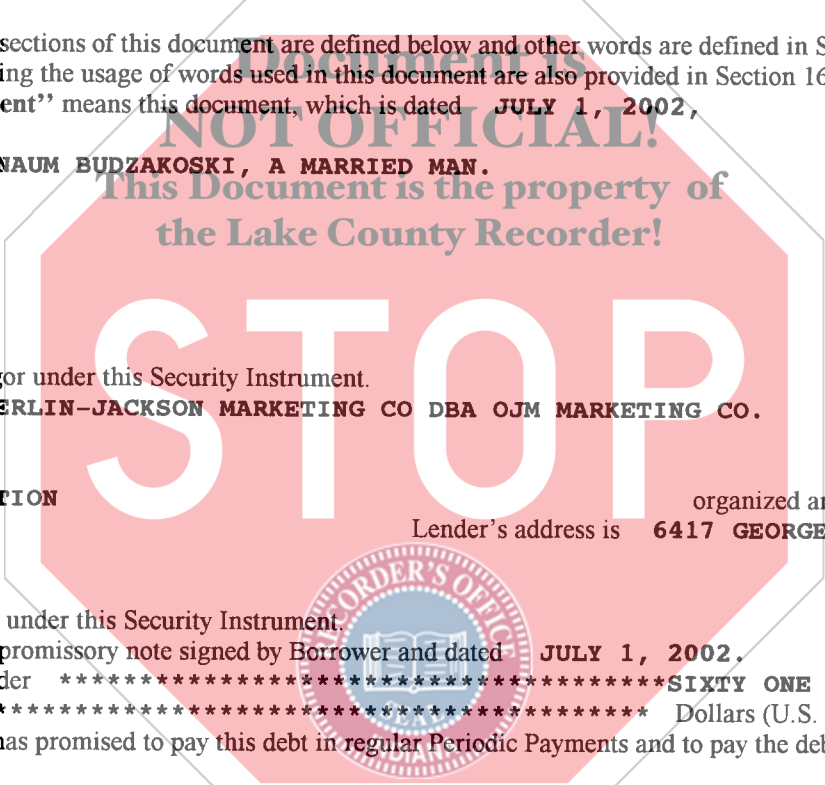 sections of this document are defined below and other words are defined in S
ing the usage of words used in this document are also provided in Section 16
ent” means this document, which is dated JULY 1, 2002,
NAUM BUDZAKOSKI, A MARRIED MAN.
Document is
NOT OFFICIAL!
This Document is the property of
the Lake County Recorder!
STOP
gor under this Security Instrument.
ERLIN-JACKSON MARKETING CO DBA OJM MARKETING CO.
TION organized an
Lender’s address is 6417 GEORGE
under this Security Instrument.
promissory note signed by Borrower and dated JULY 1, 2002.
der **************************************SIXTY ONE
***************************************** Dollars (U.S.
has promised to pay this debt in regular Periodic Payments and to pay the deb
RECORDER'S OFFICE
SEAL
INDIANA